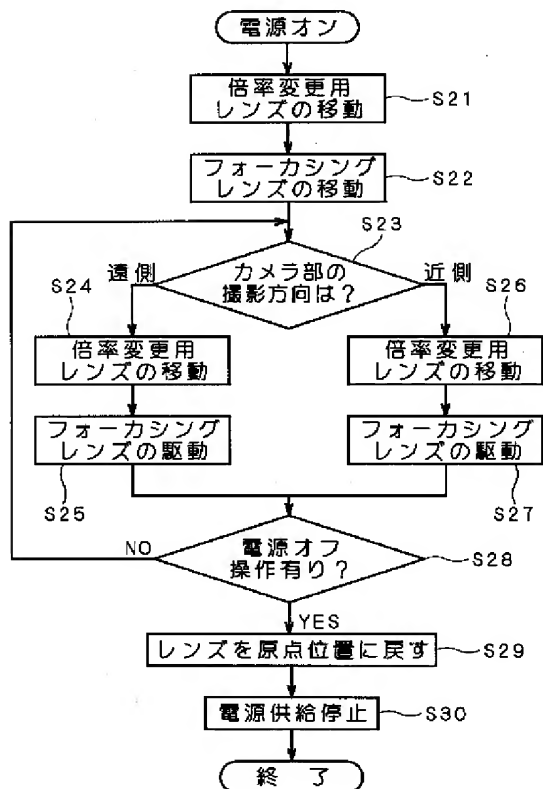 電源オン
倍率変更用
レンズの移動
S21
フォーカシング
レンズの移動
S22
S23
カメラ部の
撮影方向は？
遠側
近側
S24
倍率変更用
レンズの移動
S26
倍率変更用
レンズの移動
フォーカシング
レンズの駆動
S25
フォーカシング
レンズの駆動
S27
電源オフ
操作有り？
S28
NO
YES
レンズを原点位置に戻す
S29
電源供給停止
S30
終了